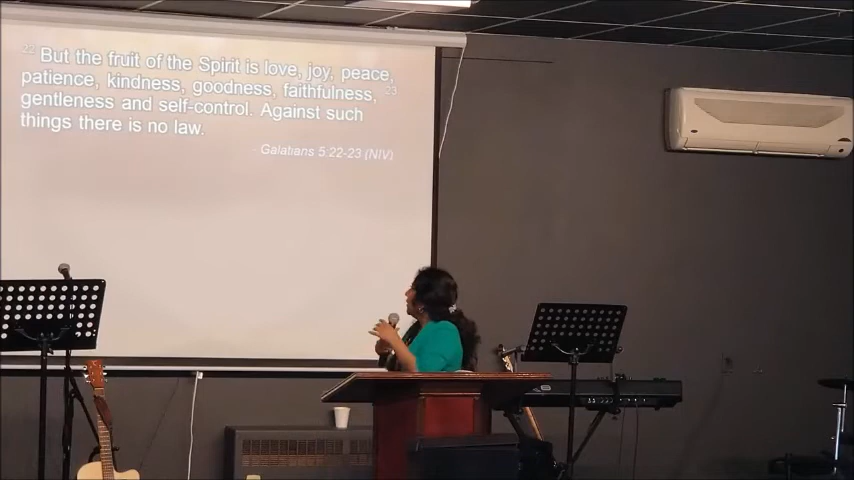 22 But the fruit of the Spirit is love, joy, peace,
patience, kindness, goodness, faithfulness, 23
gentleness and self-control. Against such
things there is no law.
- Galatians 5:22-23 (NIV)